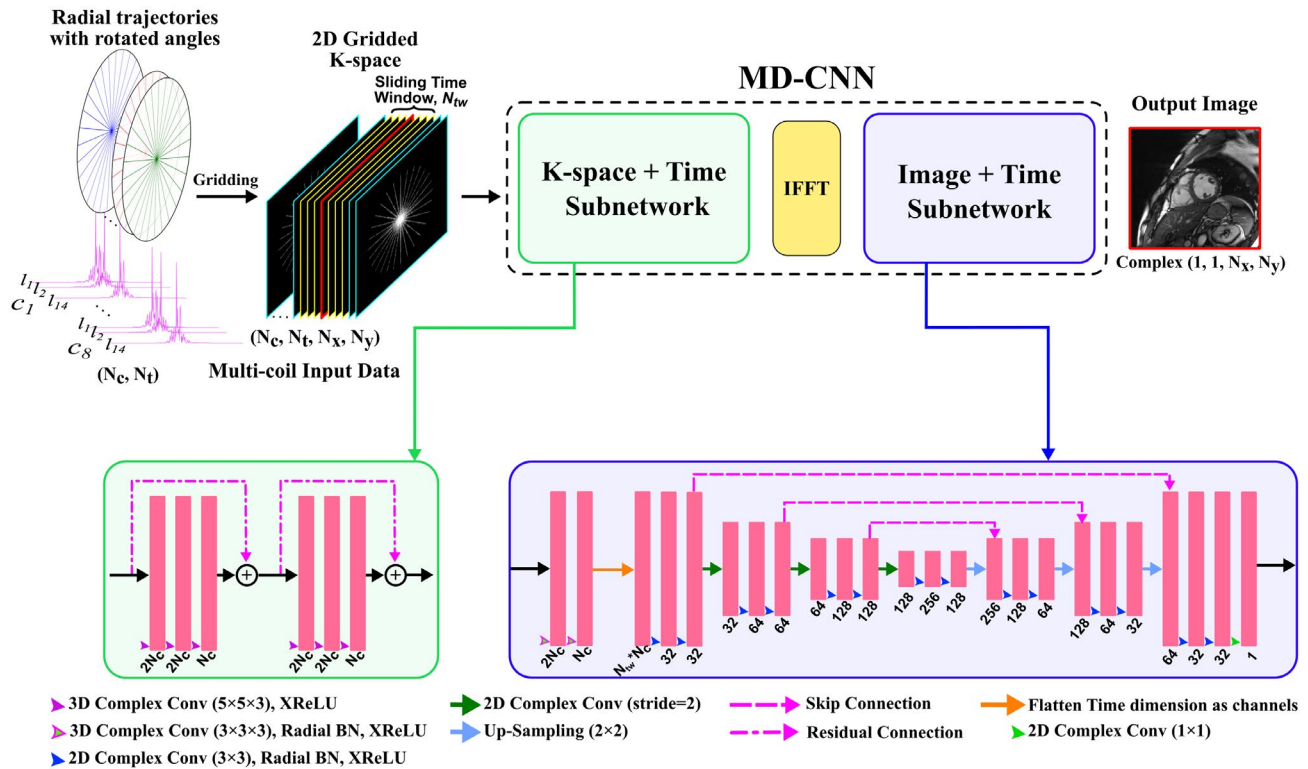 Radial trajectories
with rotated angles
2D Gridded
K-space
Sliding Time
Window, Ntw
Gridding
...
l1 l2 l14
c1
...
l1 l2 l14
c8
(Nc, Nt)
...
(Nc, Nt, Nx, Ny)
Multi-coil Input Data
MD-CNN
K-space + Time
Subnetwork
IFFT
Image + Time
Subnetwork
Output Image
Complex (1, 1, Nx, Ny)
+
+
2Nc 2Nc Nc
2Nc 2Nc Nc
2Nc Nc
Ntw*Nc 32 32
32 64 64
64 128 128
128 256 128
256 128 64
128 64 32
64 32 32 1
3D Complex Conv (5×5×3), XReLU
3D Complex Conv (3×3×3), Radial BN, XReLU
2D Complex Conv (3×3), Radial BN, XReLU
2D Complex Conv (stride=2)
Up-Sampling (2×2)
Skip Connection
Residual Connection
Flatten Time dimension as channels
2D Complex Conv (1×1)